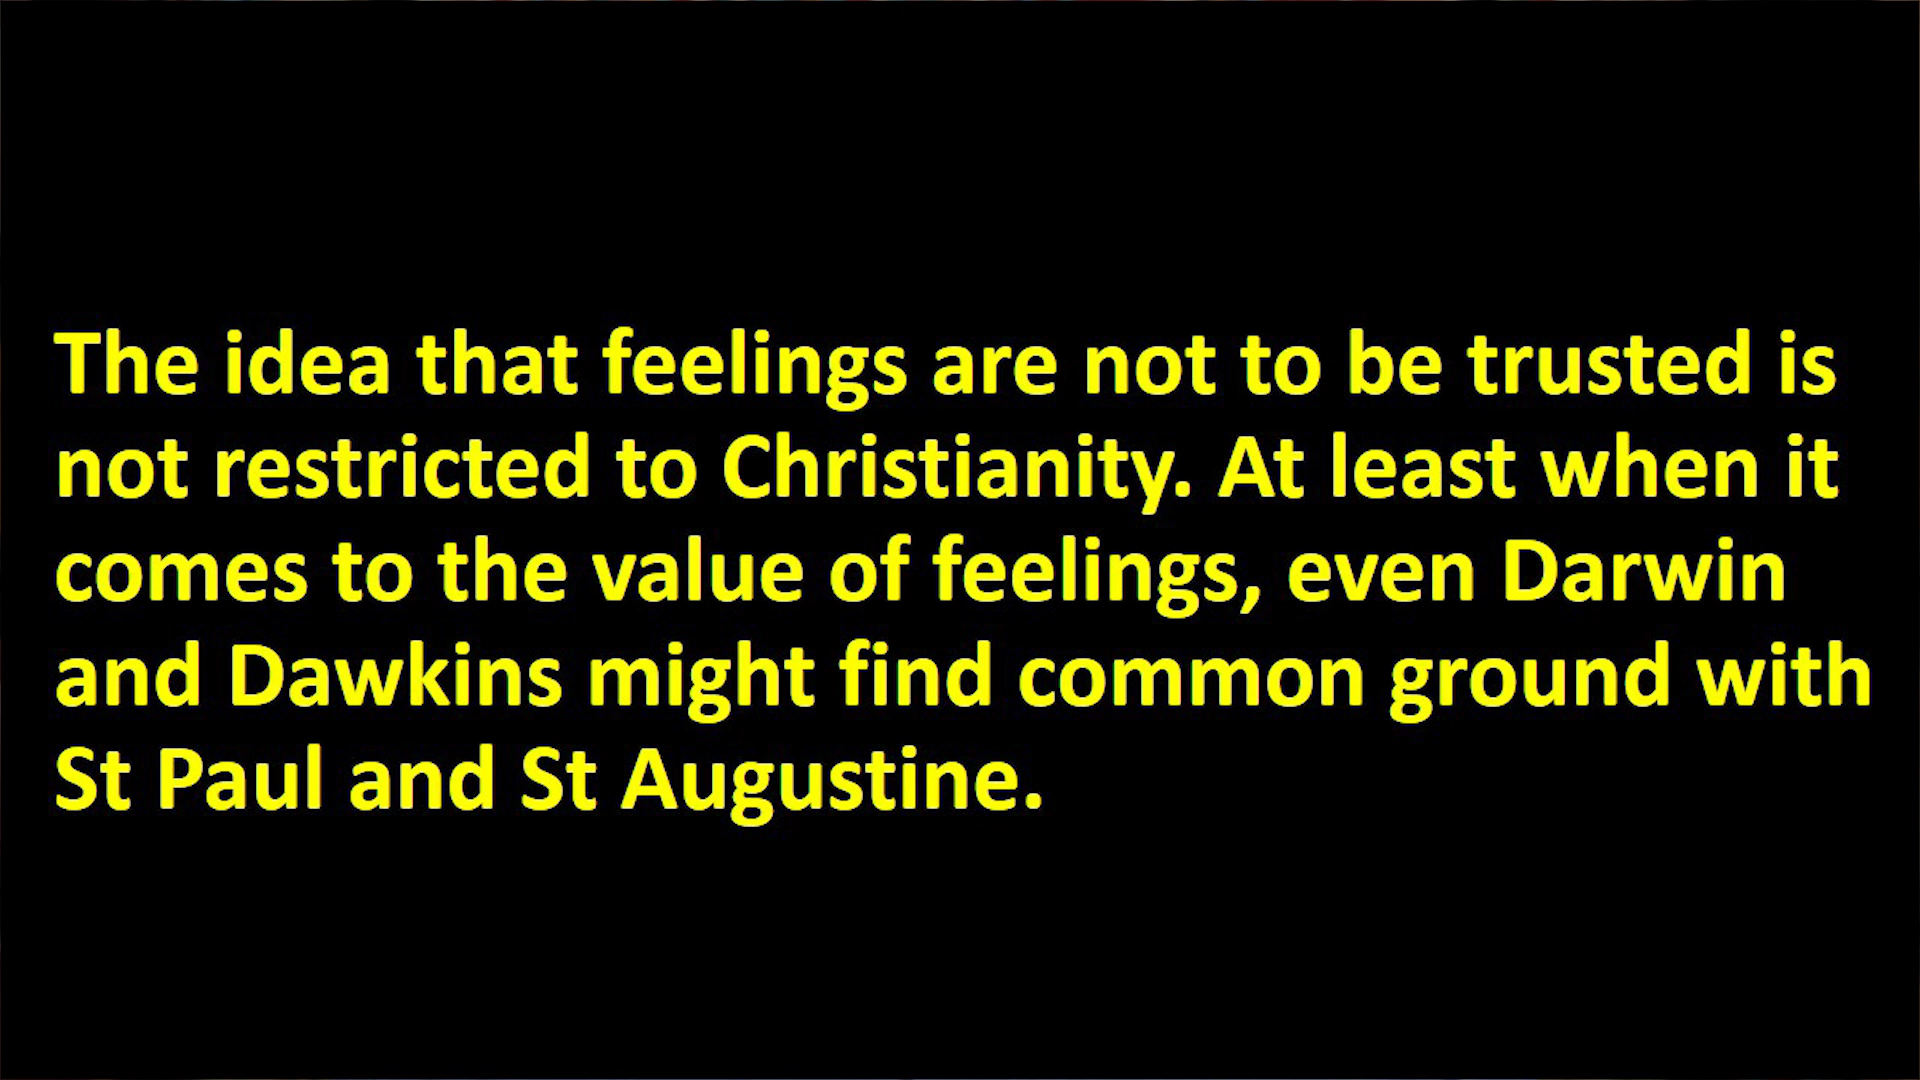 The idea that feelings are not to be trusted is
not restricted to Christianity. At least when it
comes to the value of feelings, even Darwin
and Dawkins might find common ground with
St Paul and St Augustine.